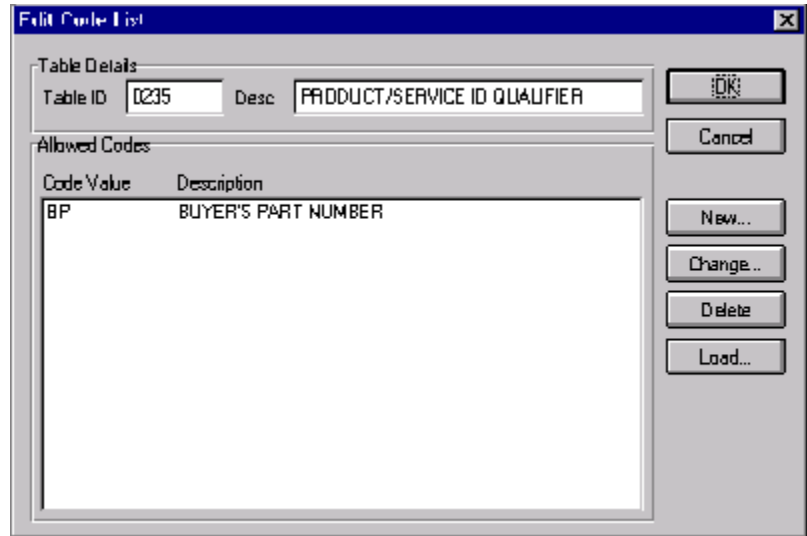 Edit Code List
Table Details
Table ID 0235 Desc PRODUCT/SERVICE ID QUALIFIER
OK
Cancel
Allowed Codes
Code Value Description
BP BUYER'S PART NUMBER
New...
Change...
Delete
Load...